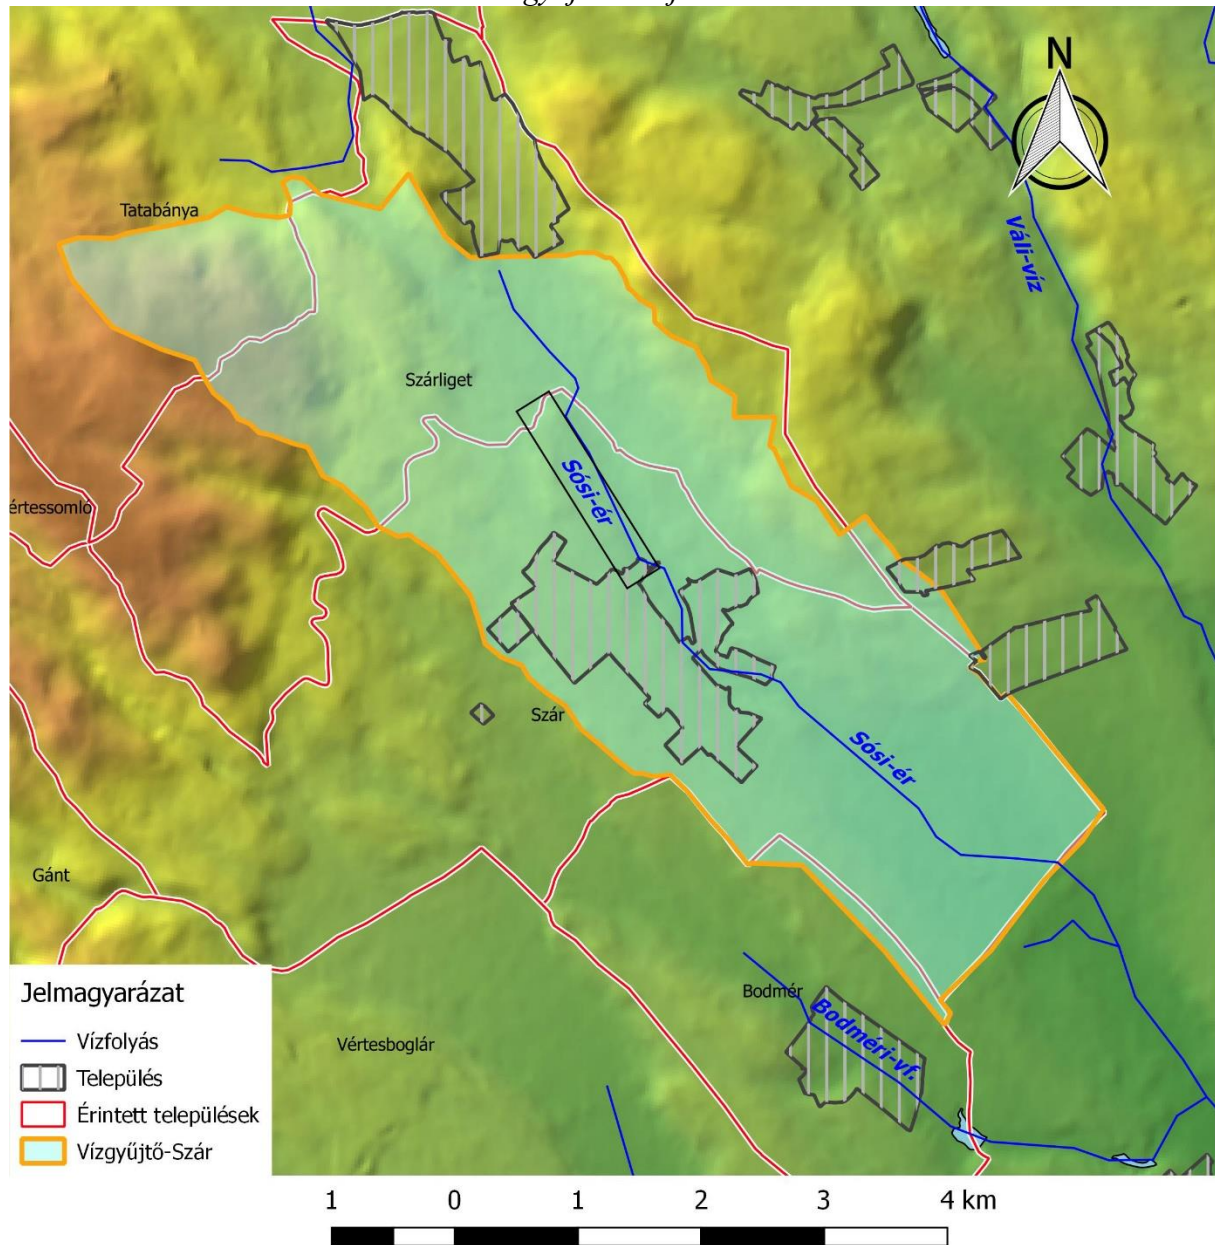 N
Tatabánya
Váli-víz
Szárliget
Sósi-ér
értessomló
Szár
Sósi-ér
Gánt
Bodmér
Bodméri-vf.
Vértesboglár
Jelmagyarázat
Vízfolyás
Település
Érintett települések
Vízgyűjtő-Szár
1 0 1 2 3 4 km